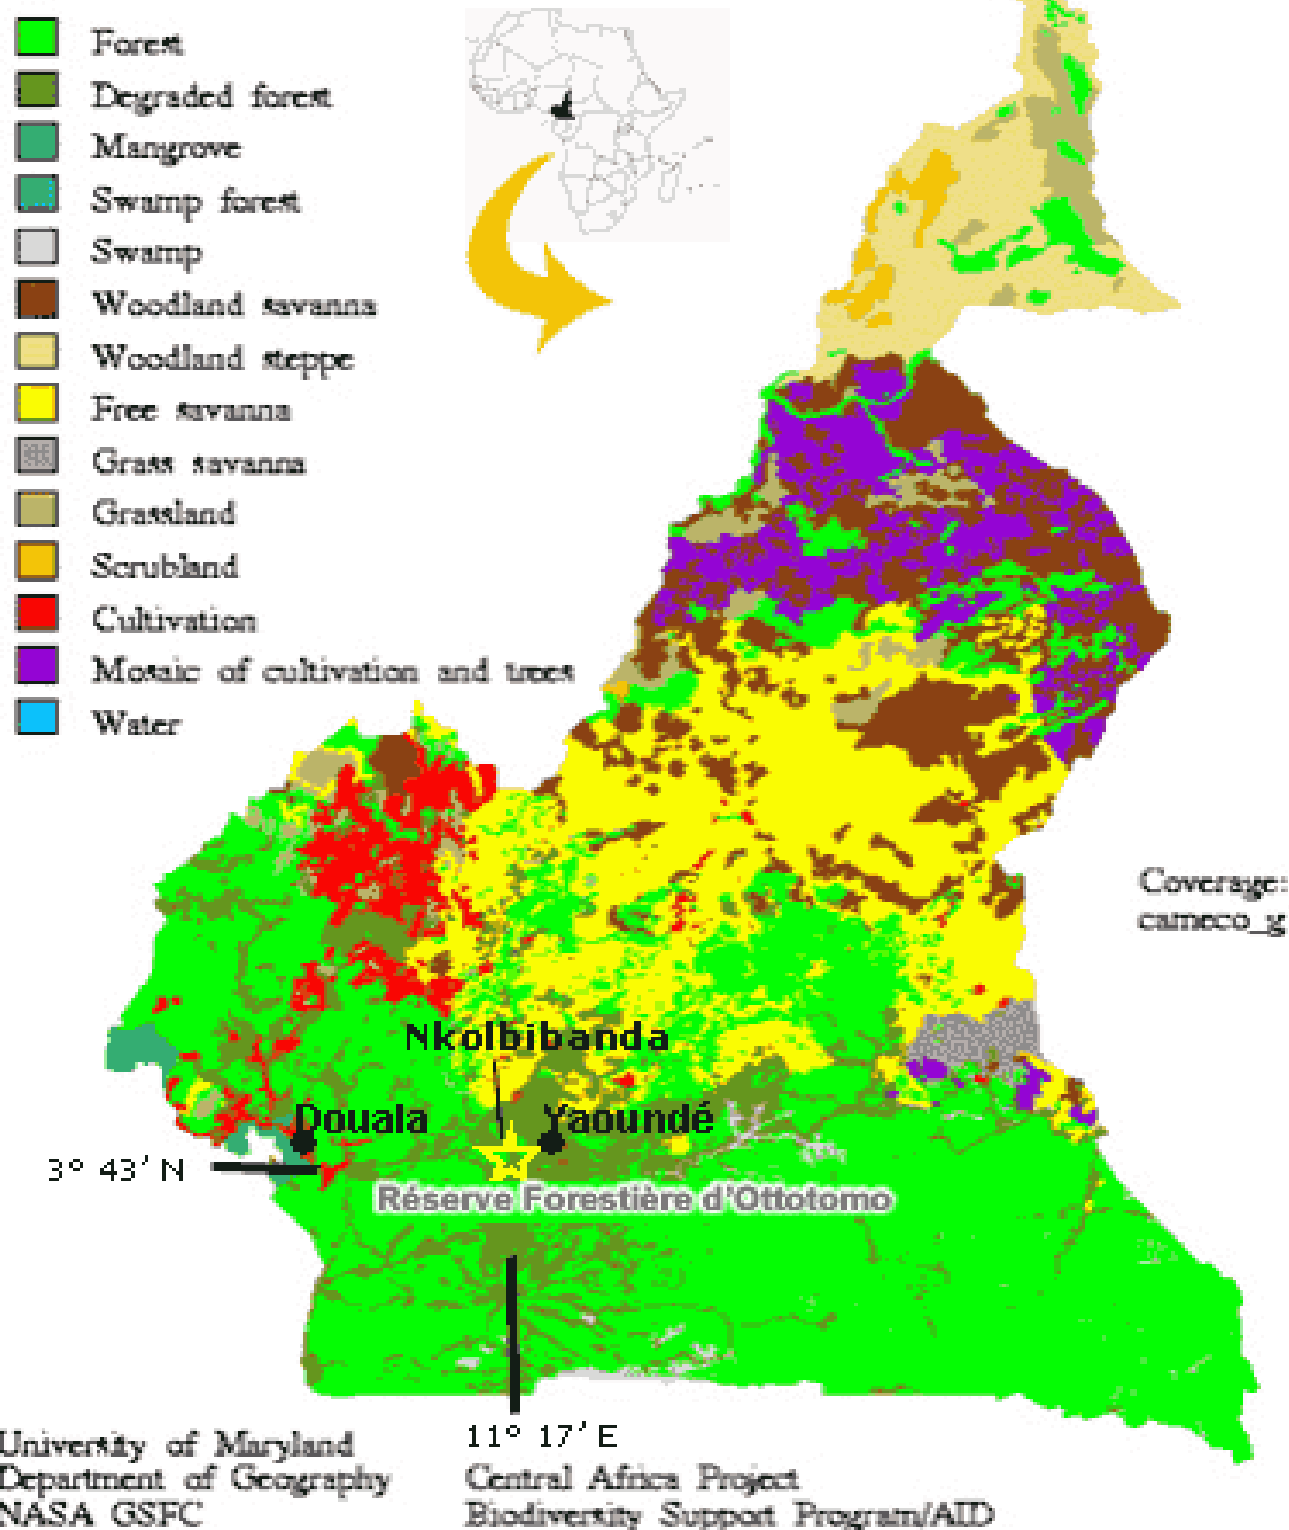 Forest
Degraded forest
Mangrove
Swamp forest
Swamp
Woodland savanna
Woodland steppe
Free savanna
Grass savanna
Grassland
Scrubland
Cultivation
Mosaic of cultivation and trees
Water
Coverage:
cameco_g
Nkolbibanda
Douala
Yaoundé
3° 43' N
Réserve Forestière d'Ottotomo
11° 17' E
University of Maryland
Department of Geography
NASA GSFC
Central Africa Project
Biodiversity Support Program/AID